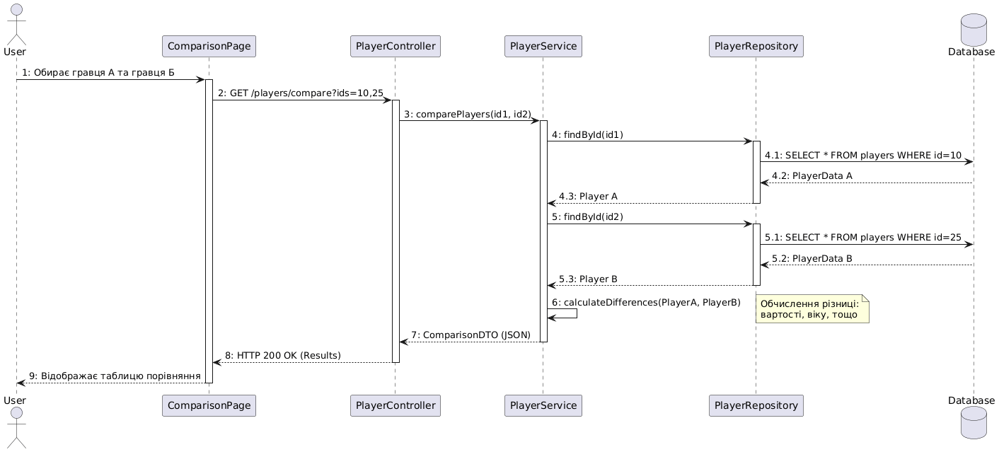 User
ComparisonPage
PlayerController
PlayerService
PlayerRepository
Database
1: Обирає гравця А та гравця Б
2: GET /players/compare?ids=10,25
3: comparePlayers(id1, id2)
4: findById(id1)
4.1: SELECT * FROM players WHERE id=10
4.2: PlayerData A
4.3: Player A
5: findById(id2)
5.1: SELECT * FROM players WHERE id=25
5.2: PlayerData B
5.3: Player B
6: calculateDifferences(PlayerA, PlayerB)
Обчислення різниці:
вартості, віку, тощо
7: ComparisonDTO (JSON)
8: HTTP 200 OK (Results)
9: Відображає таблицю порівняння
User
ComparisonPage
PlayerController
PlayerService
PlayerRepository
Database